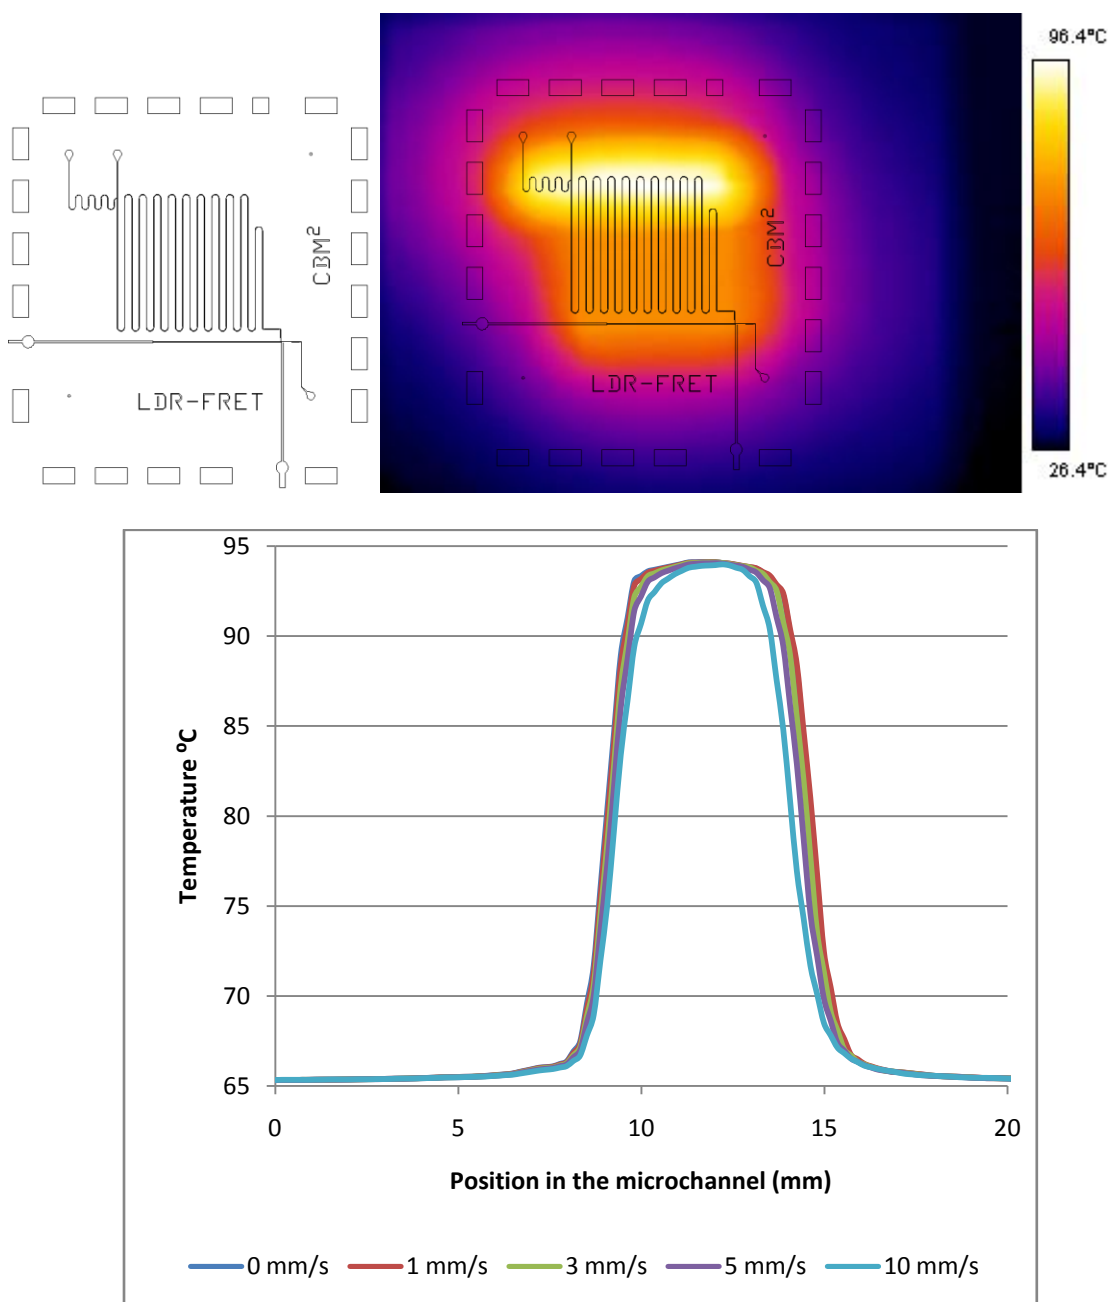 96.4°C
CBM²
LDR-FRET
CBM²
LDR-FRET
26.4°C
95
90
85
80
75
70
65
Temperature ⁰C
0 5 10 15 20
Position in the microchannel (mm)
0 mm/s 1 mm/s 3 mm/s 5 mm/s 10 mm/s